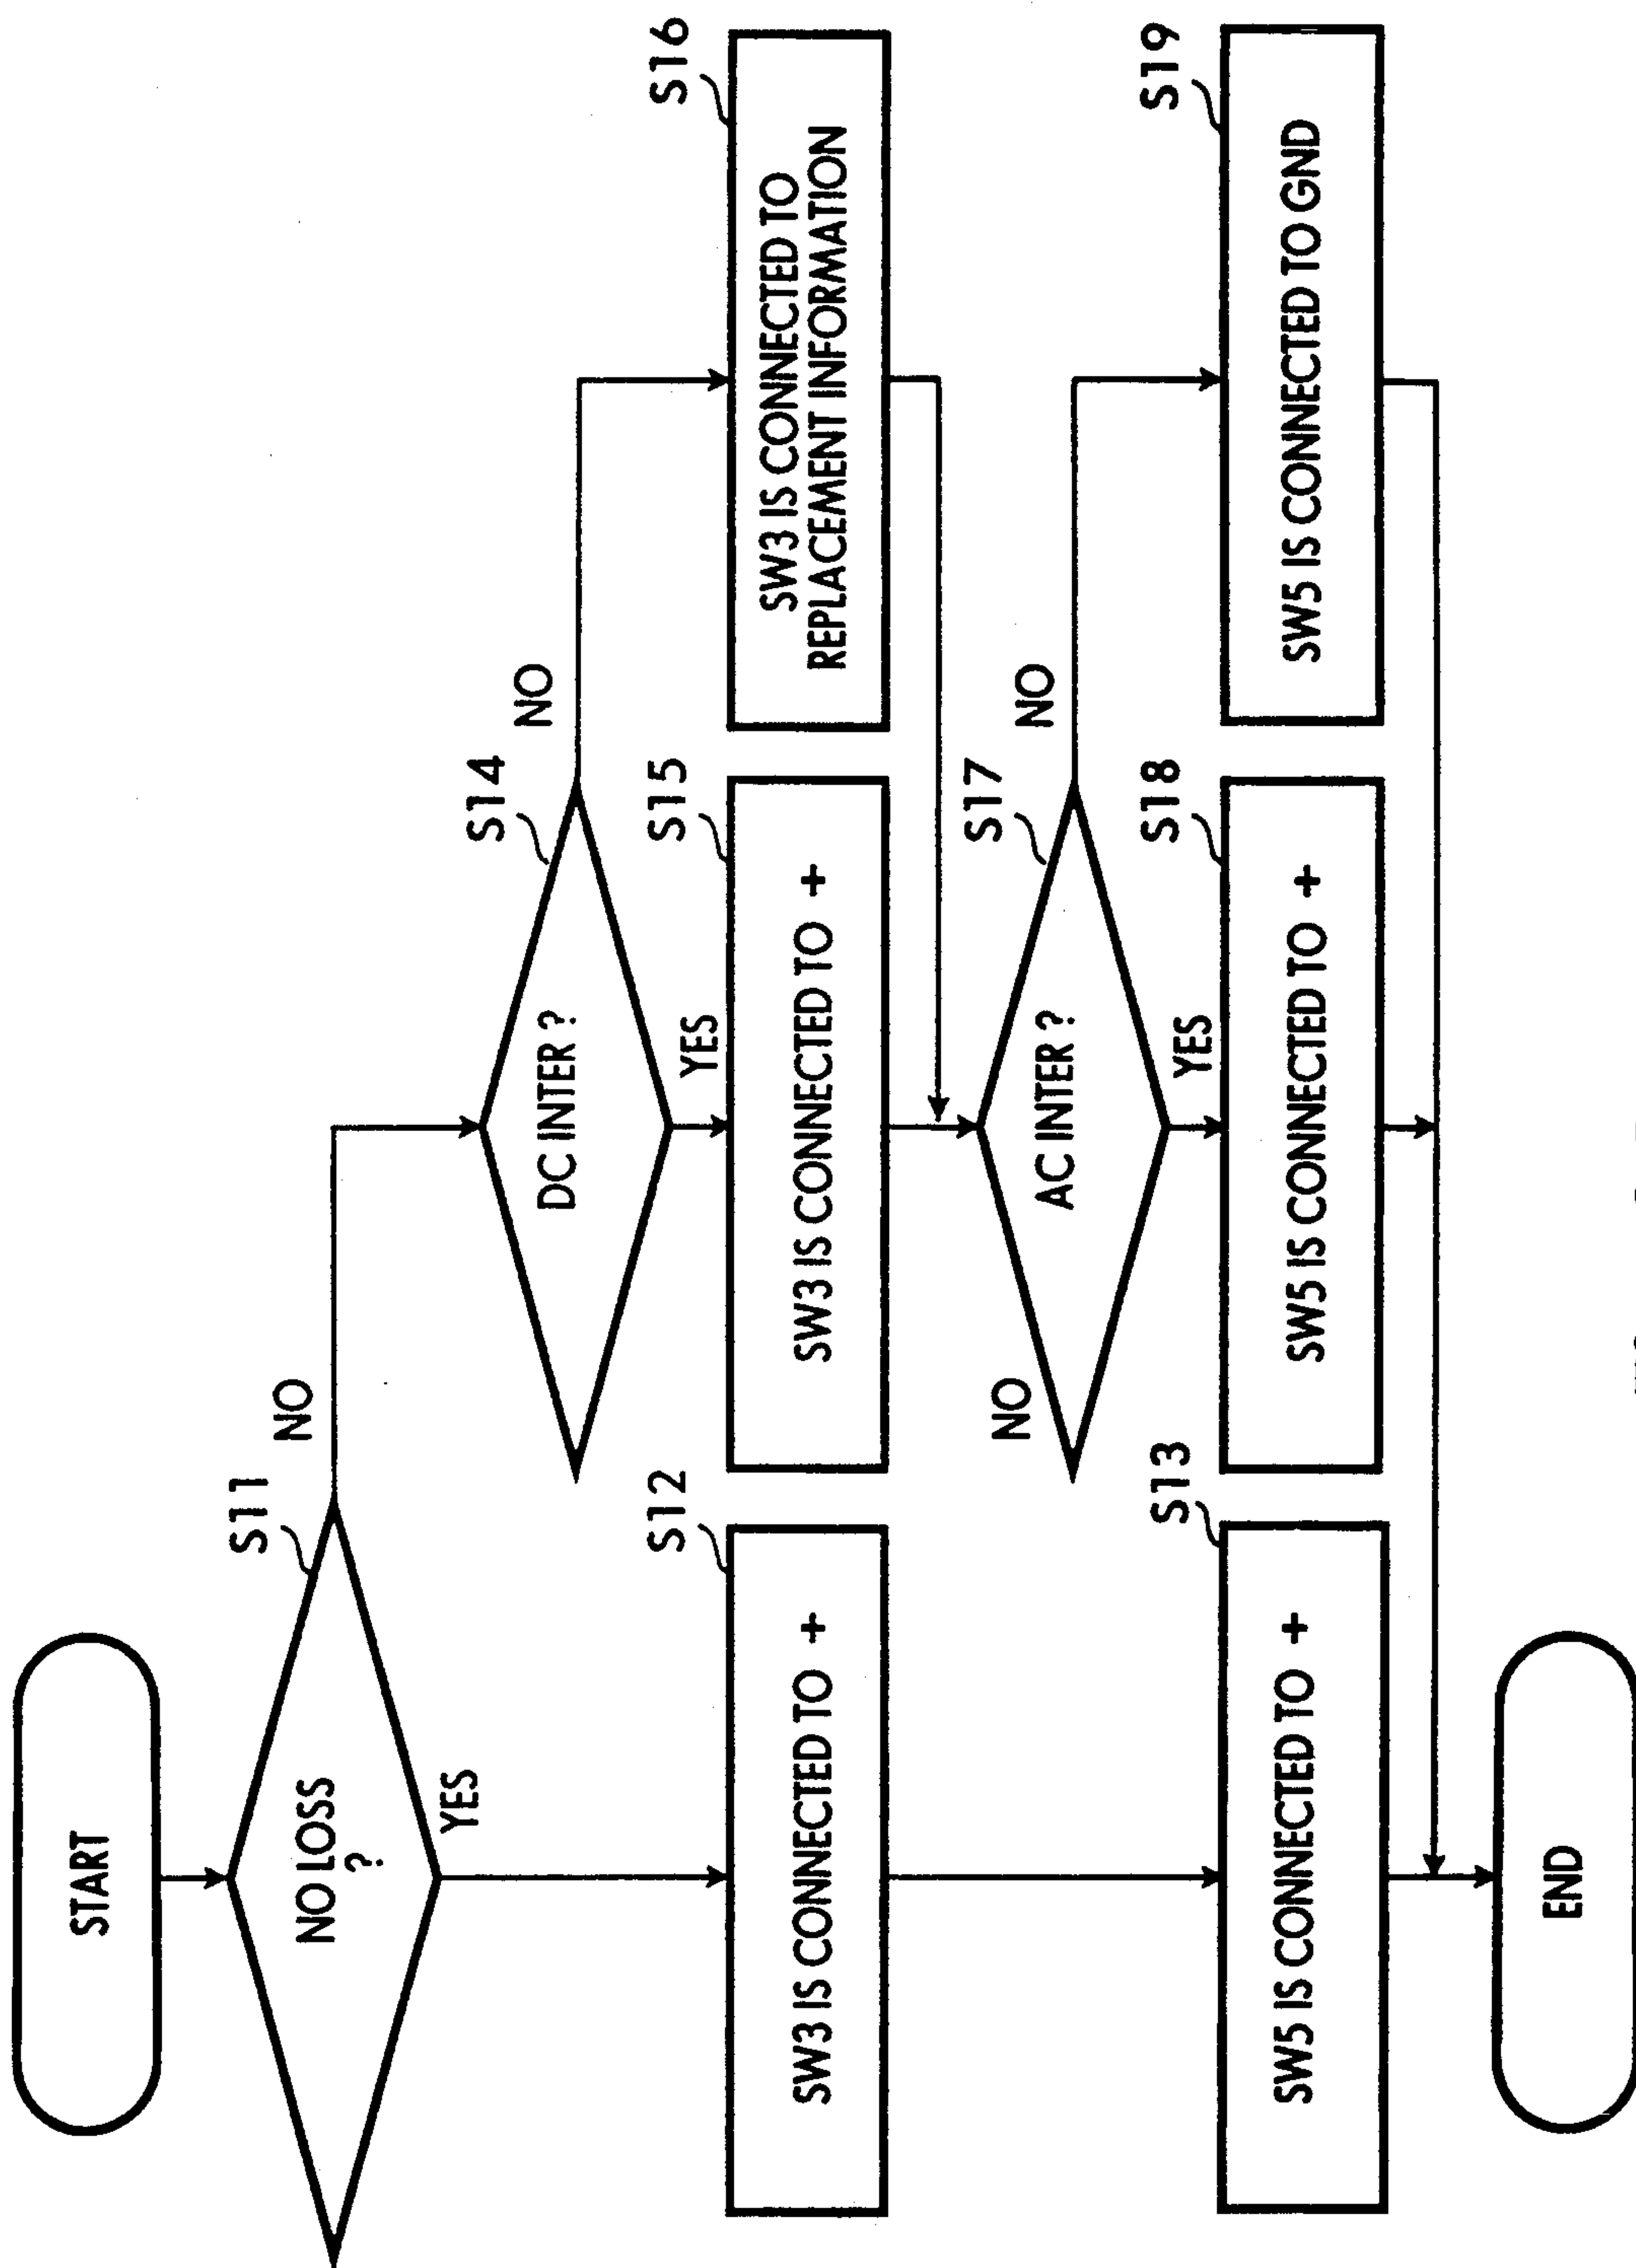 START
S11
NO LOSS
?
NO
YES
S14
DC INTER ?
NO
YES
S12
SW3 IS CONNECTED TO +
S15
SW3 IS CONNECTED TO +
S16
SW3 IS CONNECTED TO
REPLACEMENT INFORMATION
S17
NO
AC INTER ?
NO
YES
S13
SW5 IS CONNECTED TO +
S18
SW5 IS CONNECTED TO +
S19
SW5 IS CONNECTED TO GND
END